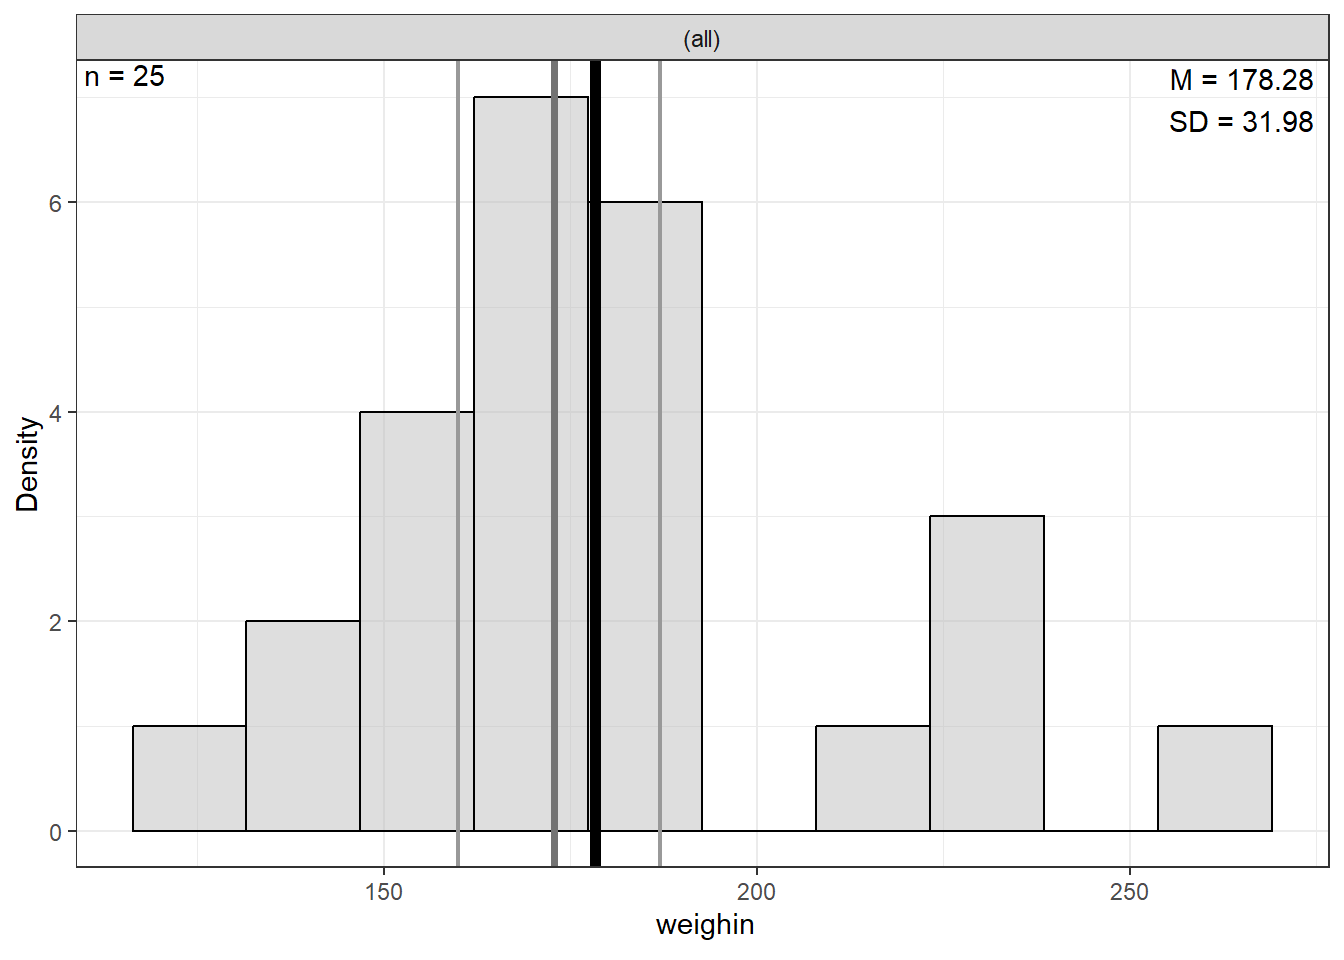 (all)
n = 25
M = 178.28
SD = 31.98
Density
6
4
2
0
150
200
250
weighin